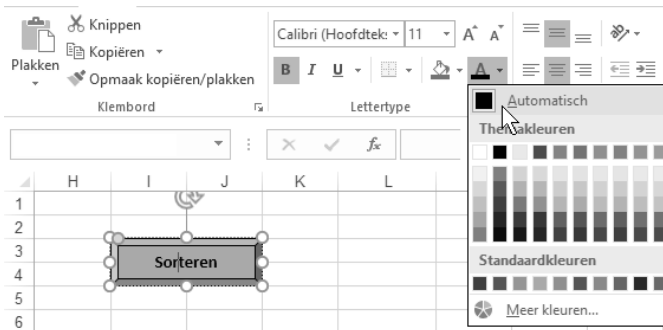 Knippen
Kopiëren
Plakken
Opmaak kopiëren/plakken
Klembord
Calibri (Hoofdteks 11 A A
B I U A
Lettertype
Automatisch
Themakleuren
Standaardkleuren
Meer kleuren...
fx
H I J K L
1
2
3
4
5
6
Sorteren